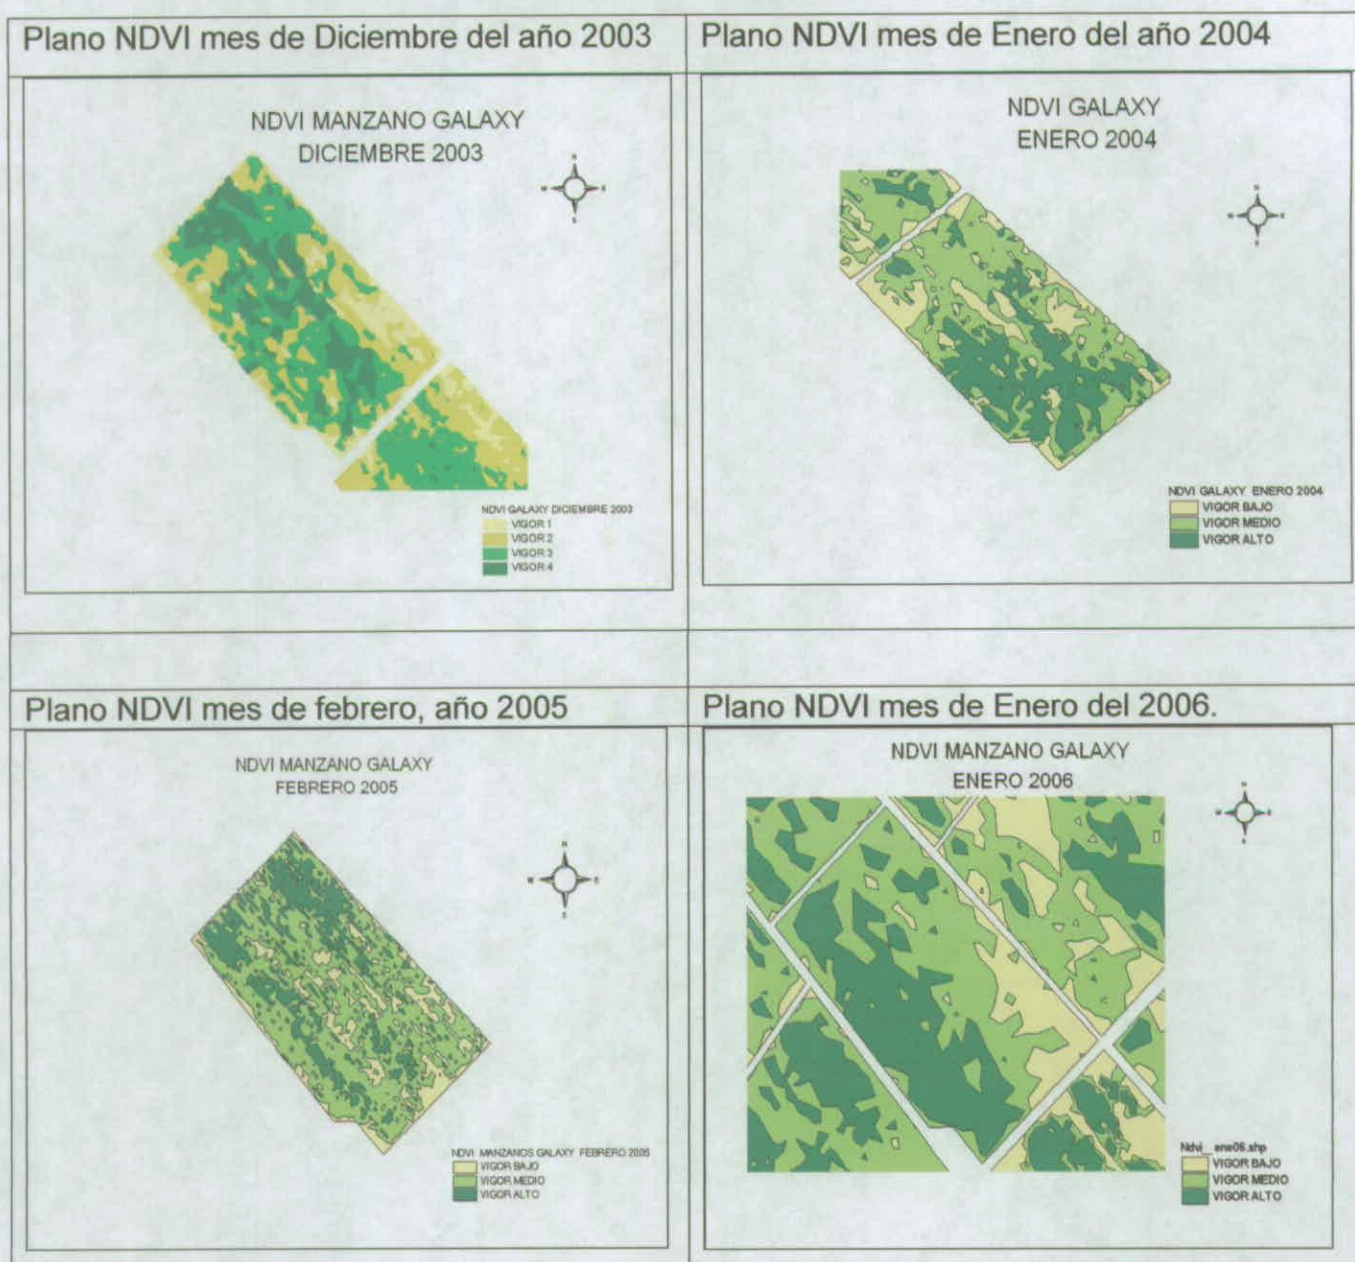 Plano NDVI mes de Diciembre del año 2003
Plano NDVI mes de Enero del año 2004
NDVI MANZANO GALAXY
DICIEMBRE 2003
N
W E
S
NDVI GALAXY DICIEMBRE 2003
VIGOR 1
VIGOR 2
VIGOR 3
VIGOR 4
NDVI GALAXY
ENERO 2004
N
W E
S
NDVI GALAXY ENERO 2004
VIGOR BAJO
VIGOR MEDIO
VIGOR ALTO
Plano NDVI mes de febrero, año 2005
Plano NDVI mes de Enero del 2006.
NDVI MANZANO GALAXY
FEBRERO 2005
N
W E
S
NDVI MANZANOS GALAXY FEBRERO 2005
VIGOR BAJO
VIGOR MEDIO
VIGOR ALTO
NDVI MANZANO GALAXY
ENERO 2006
N
W E
S
Ndvi_ene06.shp
VIGOR BAJO
VIGOR MEDIO
VIGOR ALTO